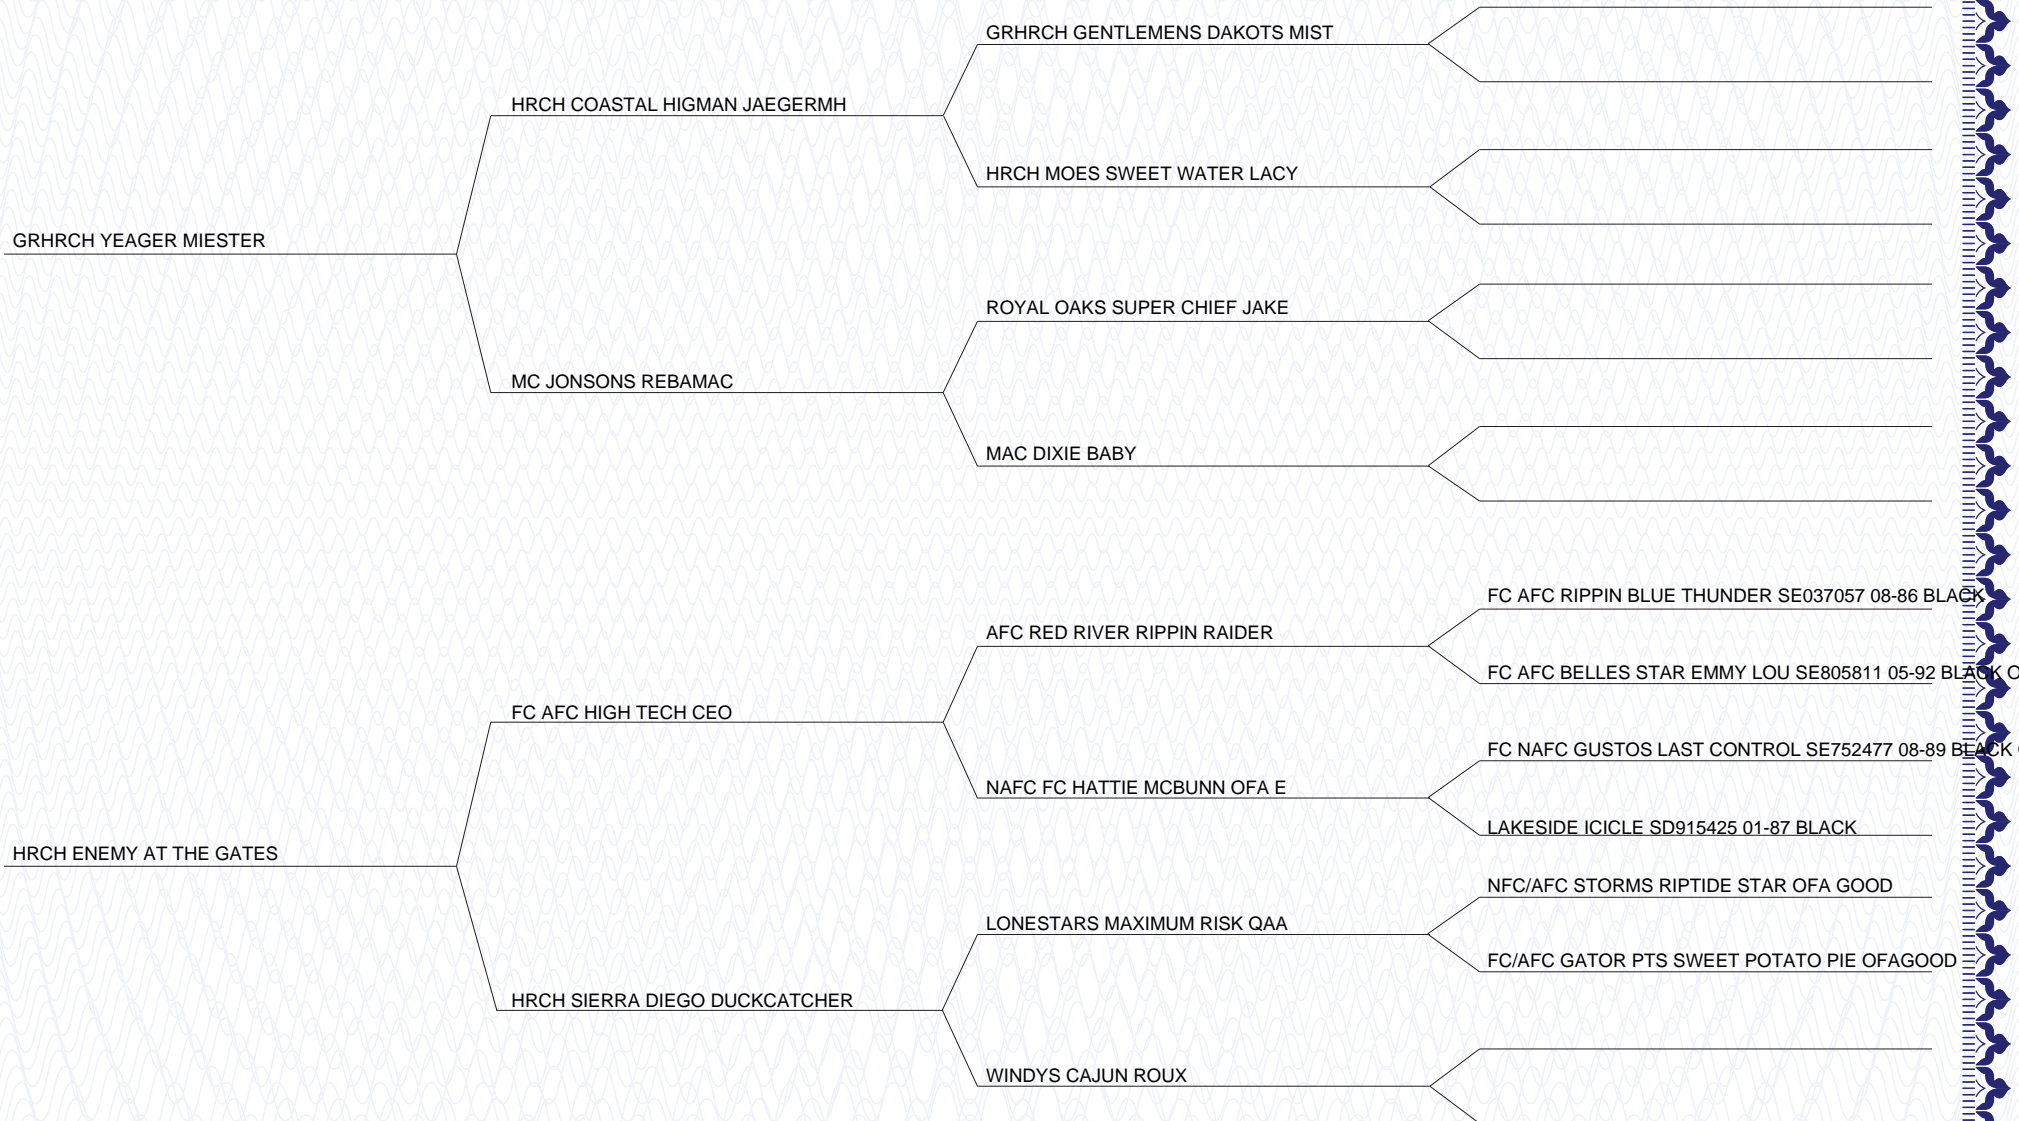 GRHRCH GENTLEMENS DAKOTS MIST
HRCH COASTAL HIGMAN JAEGERMH
HRCH MOES SWEET WATER LACY
GRHRCH YEAGER MIESTER
ROYAL OAKS SUPER CHIEF JAKE
MC JONSONS REBAMAC
MAC DIXIE BABY
FC AFC RIPPIN BLUE THUNDER SE037057 08-86 BLACK
AFC RED RIVER RIPPIN RAIDER
FC AFC BELLES STAR EMMY LOU SE805811 05-92 BLACK O
FC AFC HIGH TECH CEO
FC NAFC GUSTOS LAST CONTROL SE752477 08-89 BLACK
NAFC FC HATTIE MCBUNN OFA E
LAKESIDE ICICLE SD915425 01-87 BLACK
HRCH ENEMY AT THE GATES
NFC/AFC STORMS RIPTIDE STAR OFA GOOD
LONESTARS MAXIMUM RISK QAA
FC/AFC GATOR PTS SWEET POTATO PIE OFAGOOD
HRCH SIERRA DIEGO DUCKCATCHER
WINDYS CAJUN ROUX